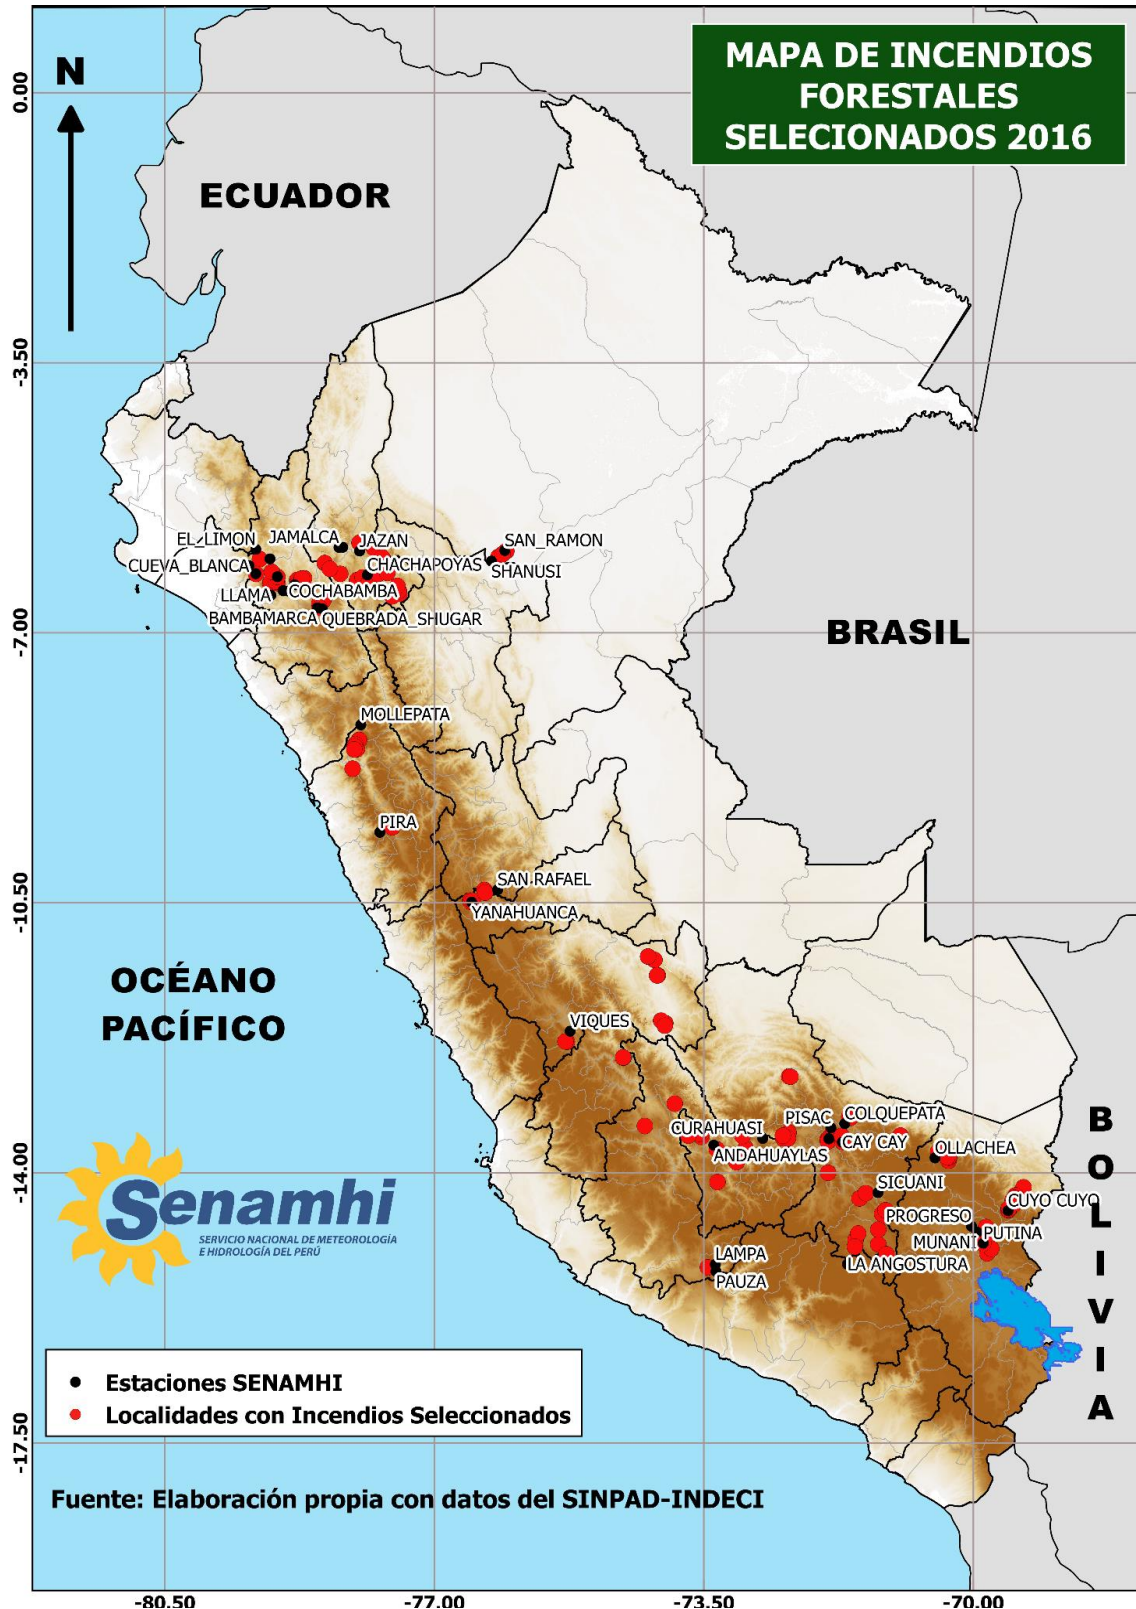 MAPA DE INCENDIOS
FORESTALES
SELECIONADOS 2016
N
ECUADOR
BRASIL
OCÉANO
PACÍFICO
B
O
L
I
V
I
A
0.00
-3.50
-7.00
-10.50
-14.00
-17.50
EL_LIMON
JAMALCA
JAZAN
SAN_RAMON
CUEVA_BLANCA
CHACHAPOYAS
SHANUSI
LLAMA
COCHABAMBA
BAMBAMARCA
QUEBRADA_SHUGAR
MOLLEPATA
PIRA
SAN RAFAEL
YANAHUANCA
VIQUES
CURAHUASI
PISAC
COLQUEPATA
ANDAHUAYLAS
CAY CAY
OLLACHEA
SICUANI
CUYO CUYO
PROGRESO
MUNANI
PUTINA
LAMPA
LA ANGOSTURA
PAUZA
Senamhi
SERVICIO NACIONAL DE METEOROLOGÍA
E HIDROLOGÍA DEL PERÚ
Estaciones SENAMHI
Localidades con Incendios Seleccionados
Fuente: Elaboración propia con datos del SINPAD-INDECI
-80.50
-77.00
-73.50
-70.00